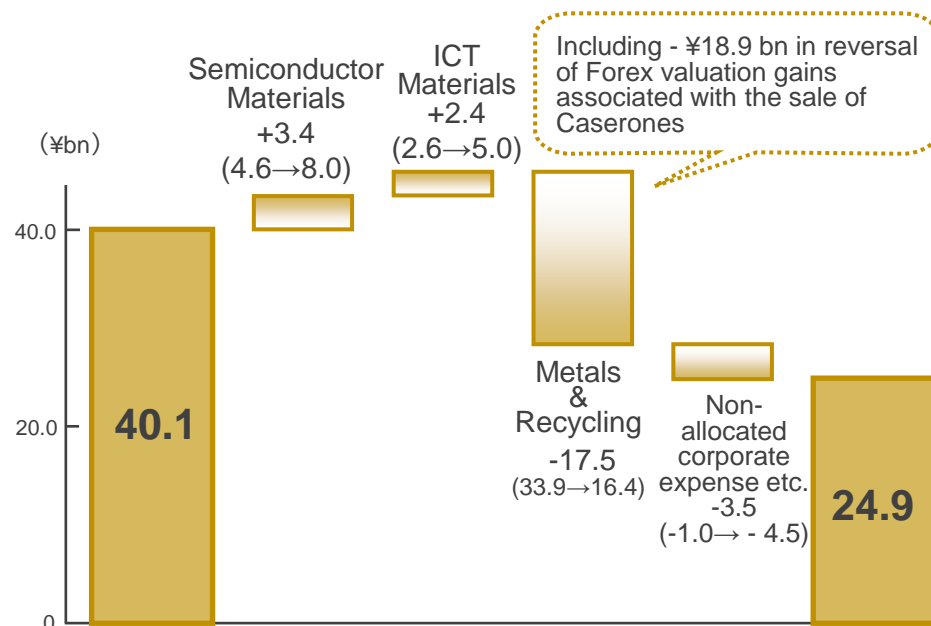 Including - ¥18.9 bn in reversal
of Forex valuation gains
associated with the sale of
Caserones
ICT
Materials
+2.4
(2.6→5.0)
Semiconductor
Materials
+3.4
(4.6→8.0)
（¥bn）
40.0
20.0
0
40.1
Metals
&
Recycling
-17.5
(33.9→16.4)
Non-
allocated
corporate
expense etc.
-3.5
(-1.0→ - 4.5)
24.9